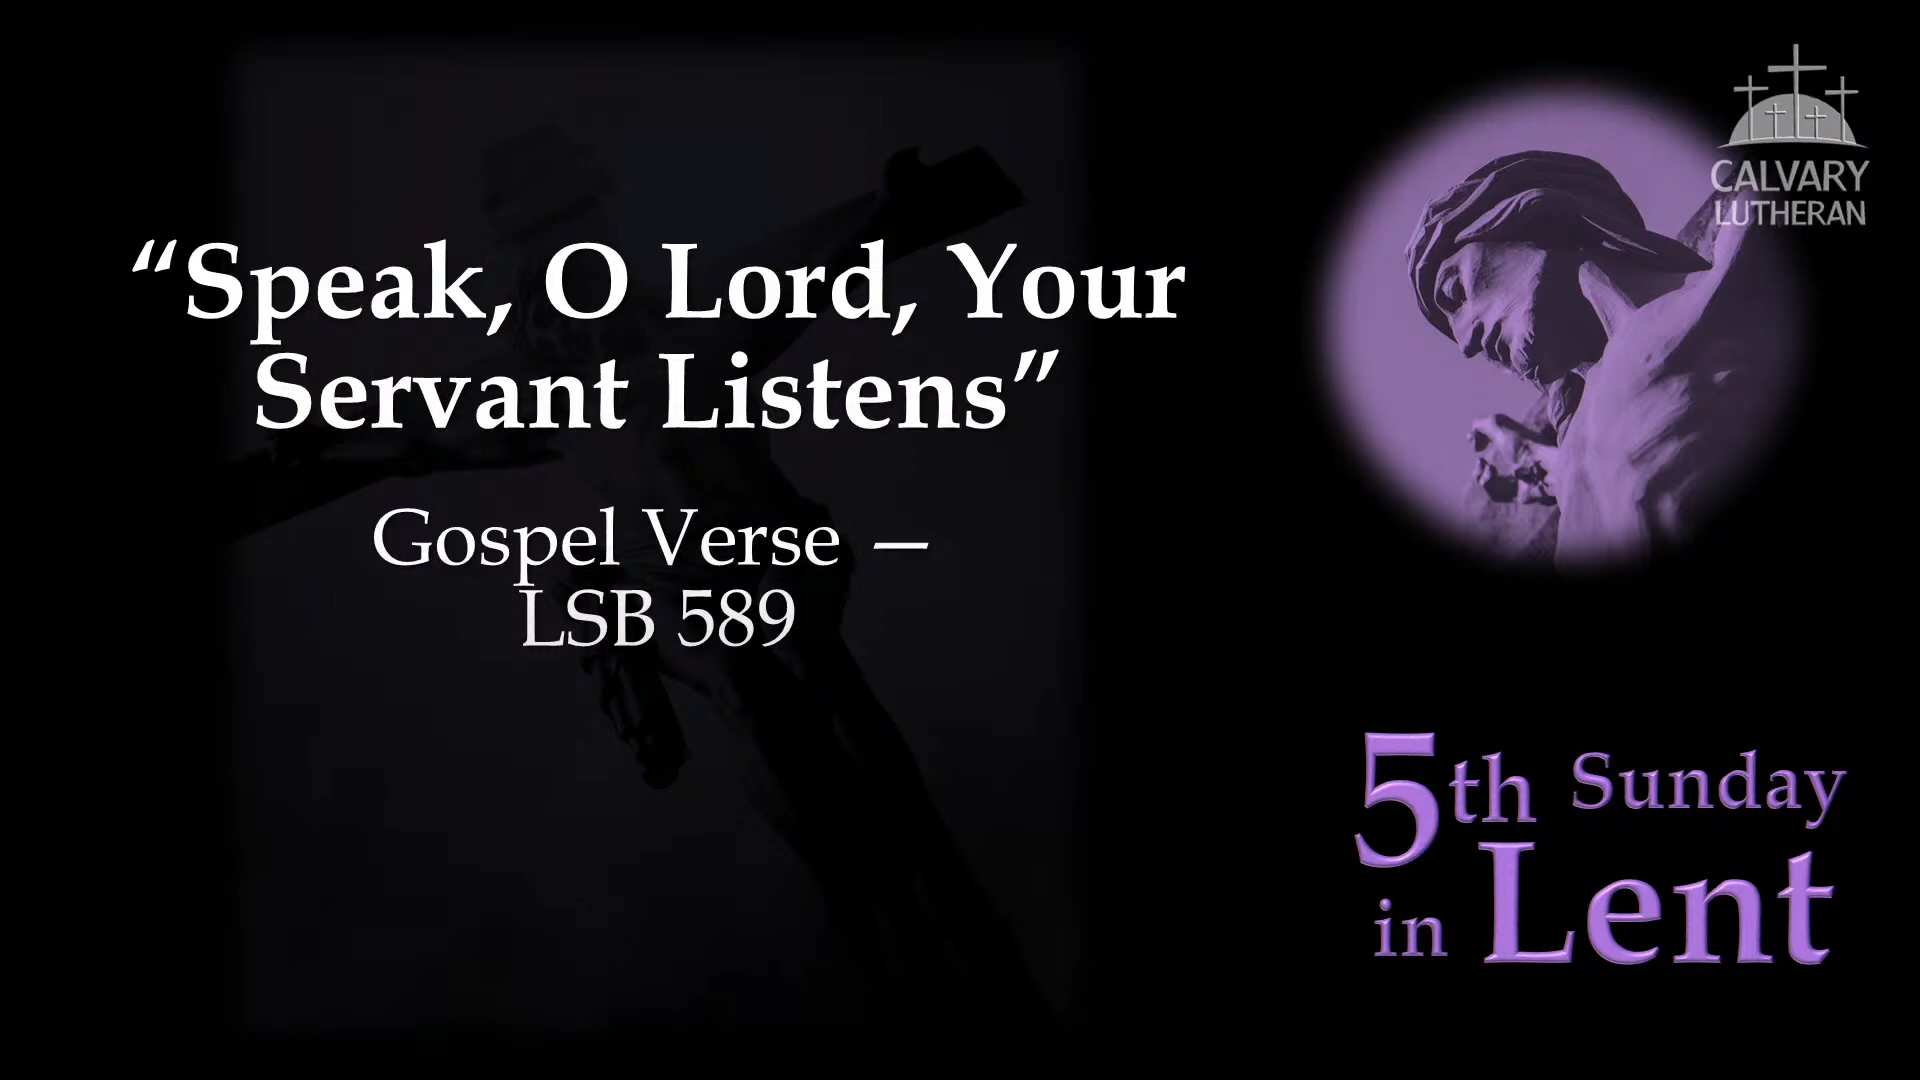 “Speak, O Lord, Your
Servant Listens”
Gospel Verse –
LSB 589
CALVARY
LUTHERAN
5th Sunday
in Lent